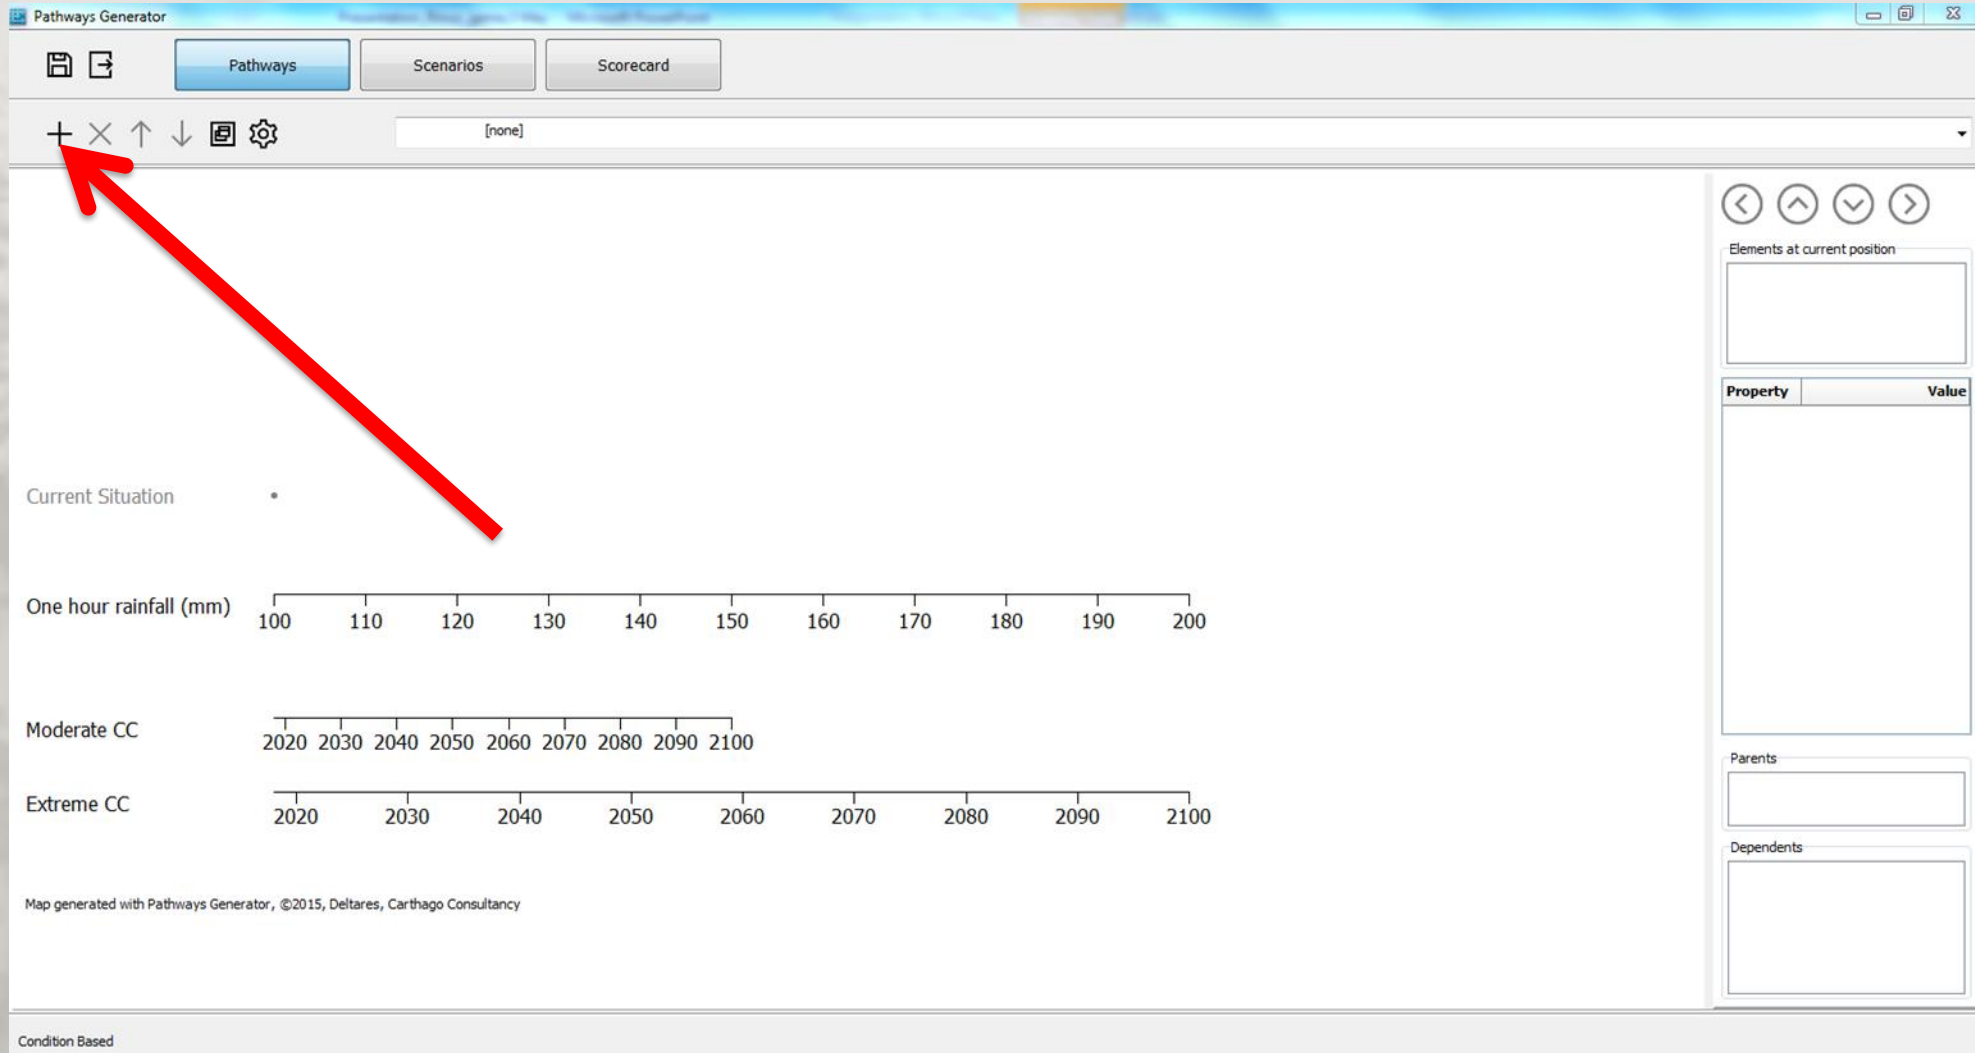 Pathways Generator
Pathways Scenarios Scorecard
[none]
Elements at current position
Property Value
Current Situation
One hour rainfall (mm)
100 110 120 130 140 150 160 170 180 190 200
Moderate CC
2020 2030 2040 2050 2060 2070 2080 2090 2100
Extreme CC
2020 2030 2040 2050 2060 2070 2080 2090 2100
Parents
Dependents
Map generated with Pathways Generator, ©2015, Deltares, Carthago Consultancy
Condition Based